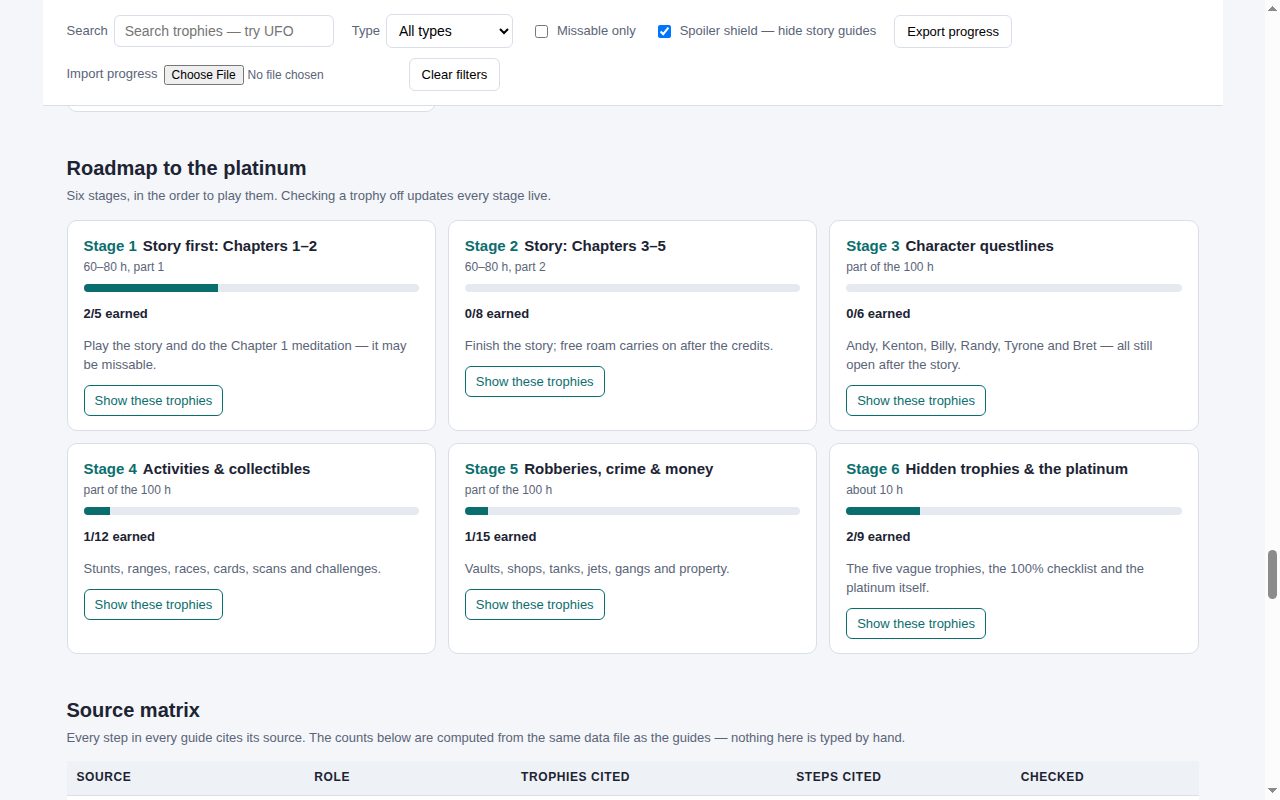 Search
Search trophies — try UFO
Type
All types
Missable only
Spoiler shield — hide story guides
Export progress
Import progress
Choose File
No file chosen
Clear filters
Roadmap to the platinum
Six stages, in the order to play them. Checking a trophy off updates every stage live.
Stage 1 Story first: Chapters 1–2
60–80 h, part 1
2/5 earned
Play the story and do the Chapter 1 meditation — it may
be missable.
Show these trophies
Stage 2 Story: Chapters 3–5
60–80 h, part 2
0/8 earned
Finish the story; free roam carries on after the credits.
Show these trophies
Stage 3 Character questlines
part of the 100 h
0/6 earned
Andy, Kenton, Billy, Randy, Tyrone and Bret — all still
open after the story.
Show these trophies
Stage 4 Activities & collectibles
part of the 100 h
1/12 earned
Stunts, ranges, races, cards, scans and challenges.
Show these trophies
Stage 5 Robberies, crime & money
part of the 100 h
1/15 earned
Vaults, shops, tanks, jets, gangs and property.
Show these trophies
Stage 6 Hidden trophies & the platinum
about 10 h
2/9 earned
The five vague trophies, the 100% checklist and the
platinum itself.
Show these trophies
Source matrix
Every step in every guide cites its source. The counts below are computed from the same data file as the guides — nothing here is typed by hand.
SOURCE
ROLE
TROPHIES CITED
STEPS CITED
CHECKED